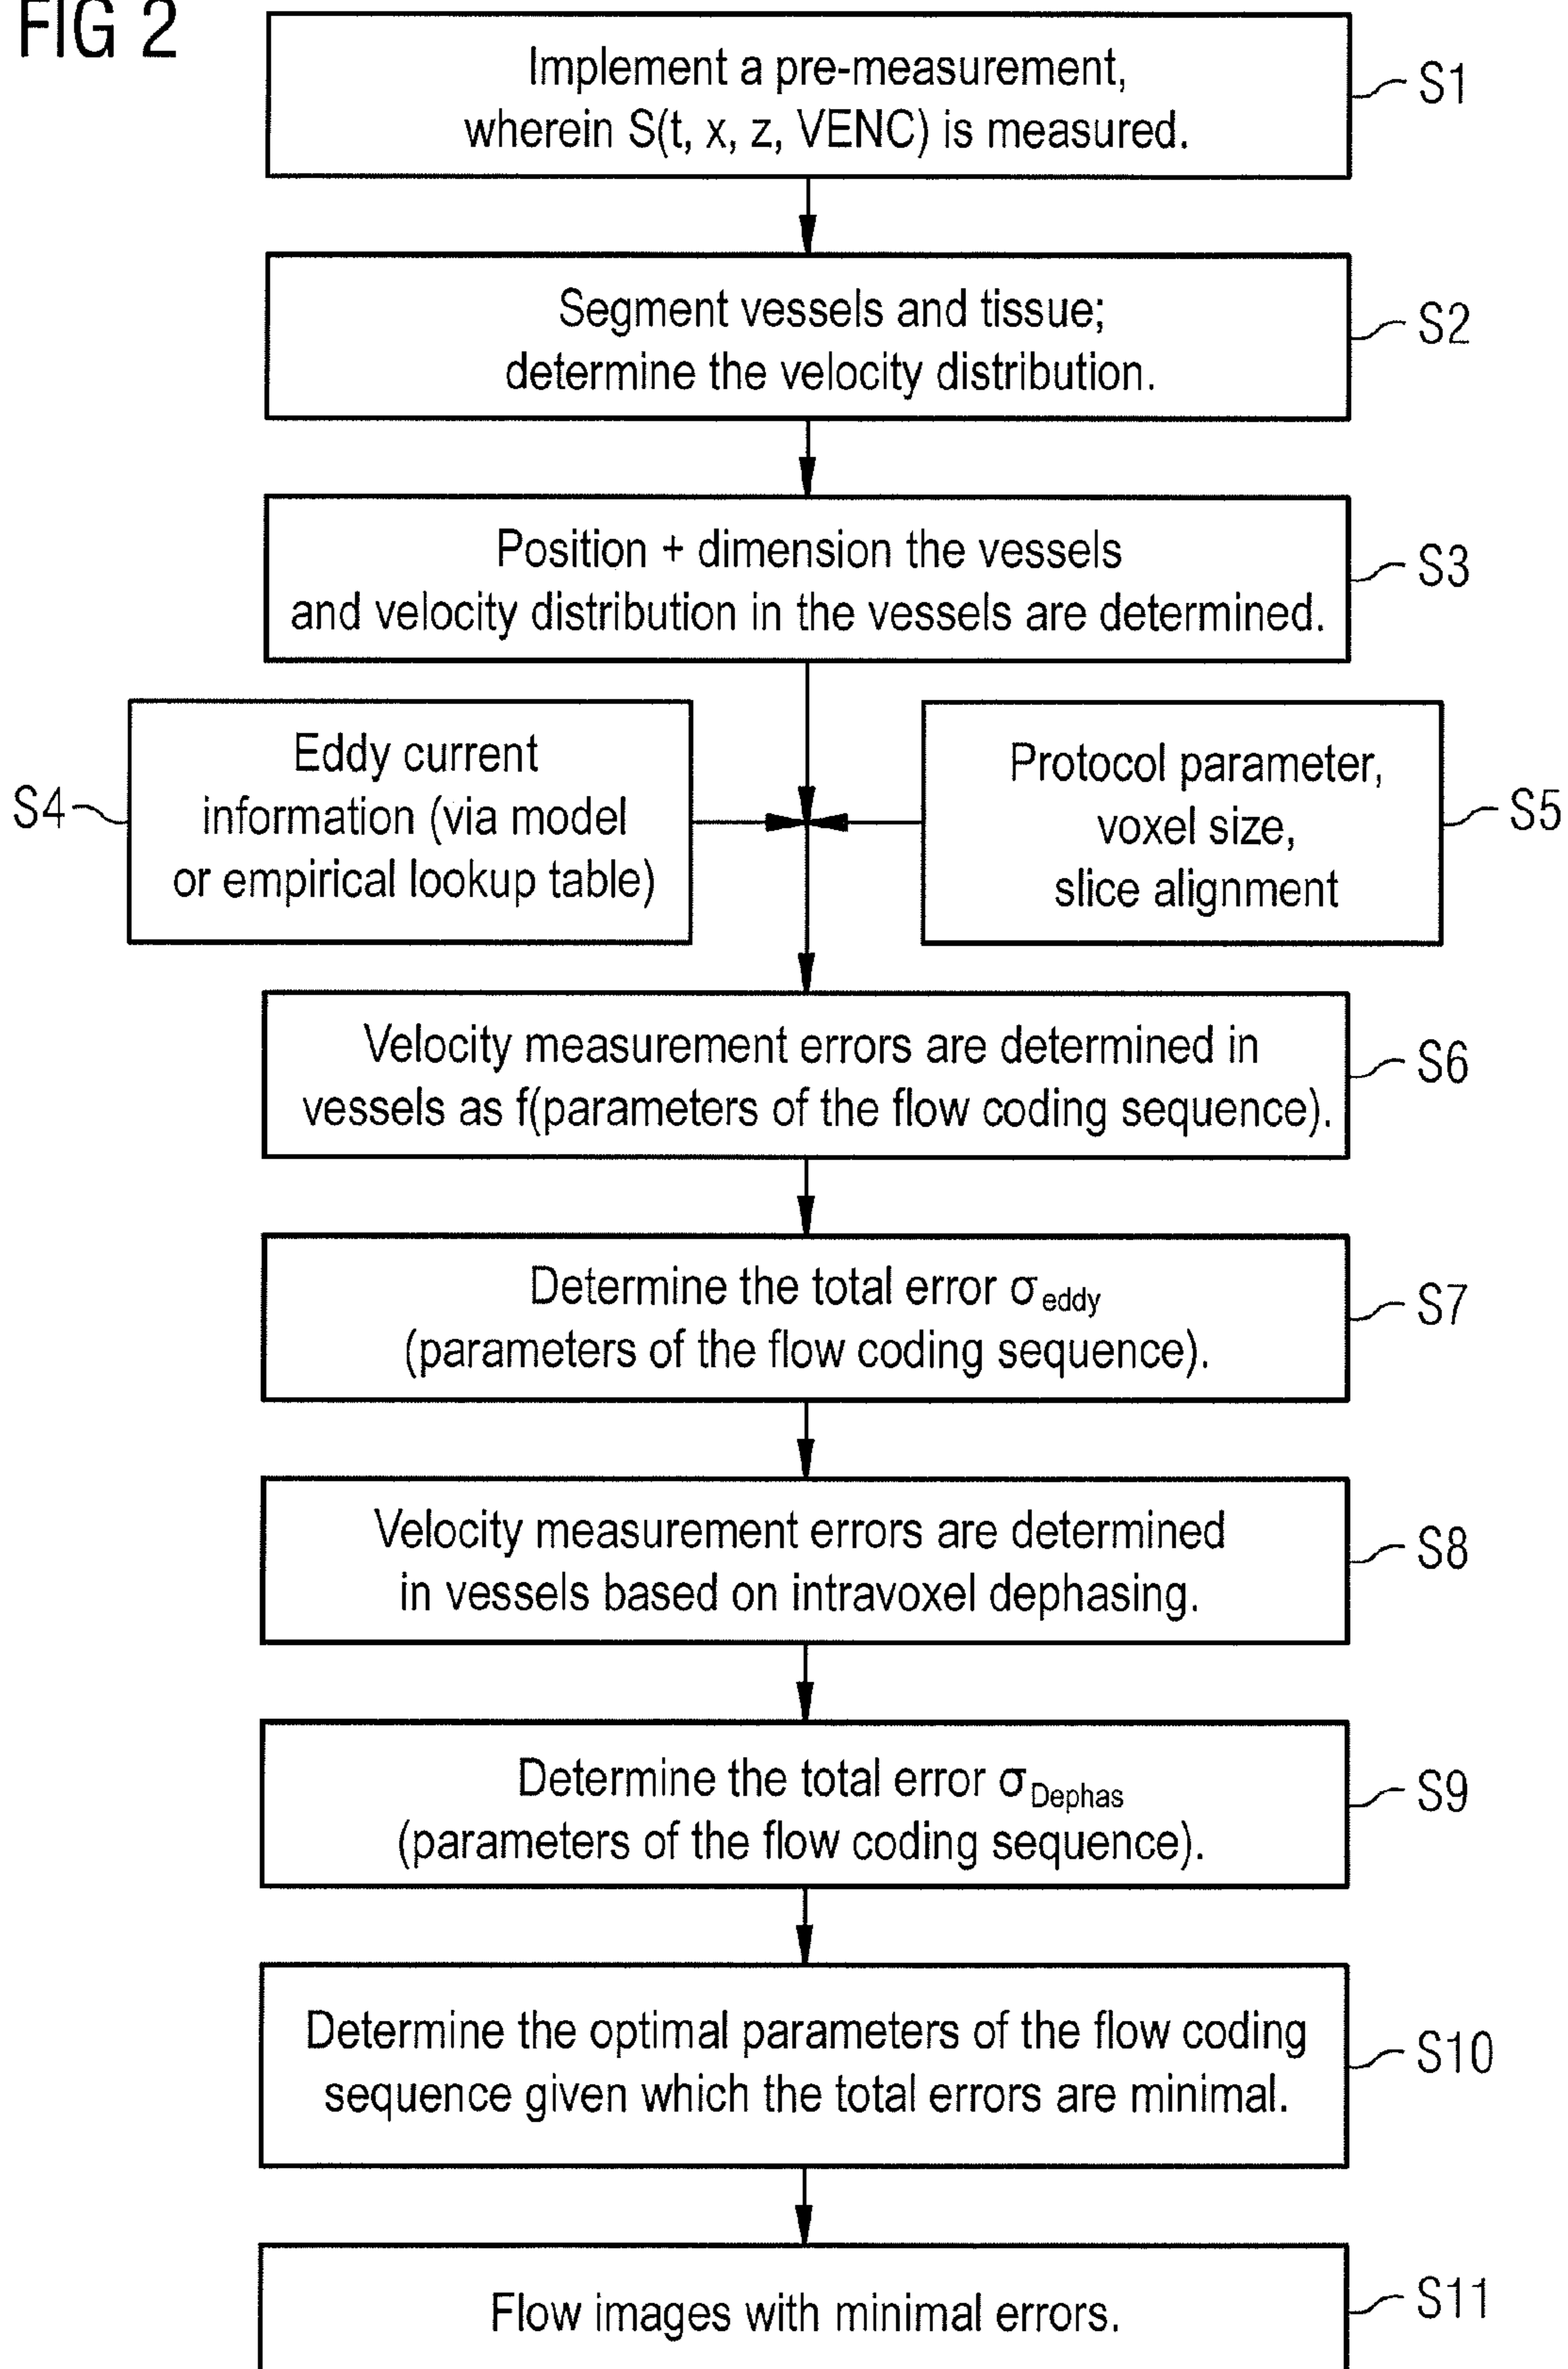 FIG 2
Implement a pre-measurement,
wherein S(t, x, z, VENC) is measured.
S1
Segment vessels and tissue;
determine the velocity distribution.
S2
Position + dimension the vessels
and velocity distribution in the vessels are determined.
S3
S4
Eddy current
information (via model
or empirical lookup table)
Protocol parameter,
voxel size,
slice alignment
S5
Velocity measurement errors are determined in
vessels as f(parameters of the flow coding sequence).
S6
Determine the total error σeddy
(parameters of the flow coding sequence).
S7
Velocity measurement errors are determined
in vessels based on intravoxel dephasing.
S8
Determine the total error σDephas
(parameters of the flow coding sequence).
S9
Determine the optimal parameters of the flow coding
sequence given which the total errors are minimal.
S10
Flow images with minimal errors.
S11